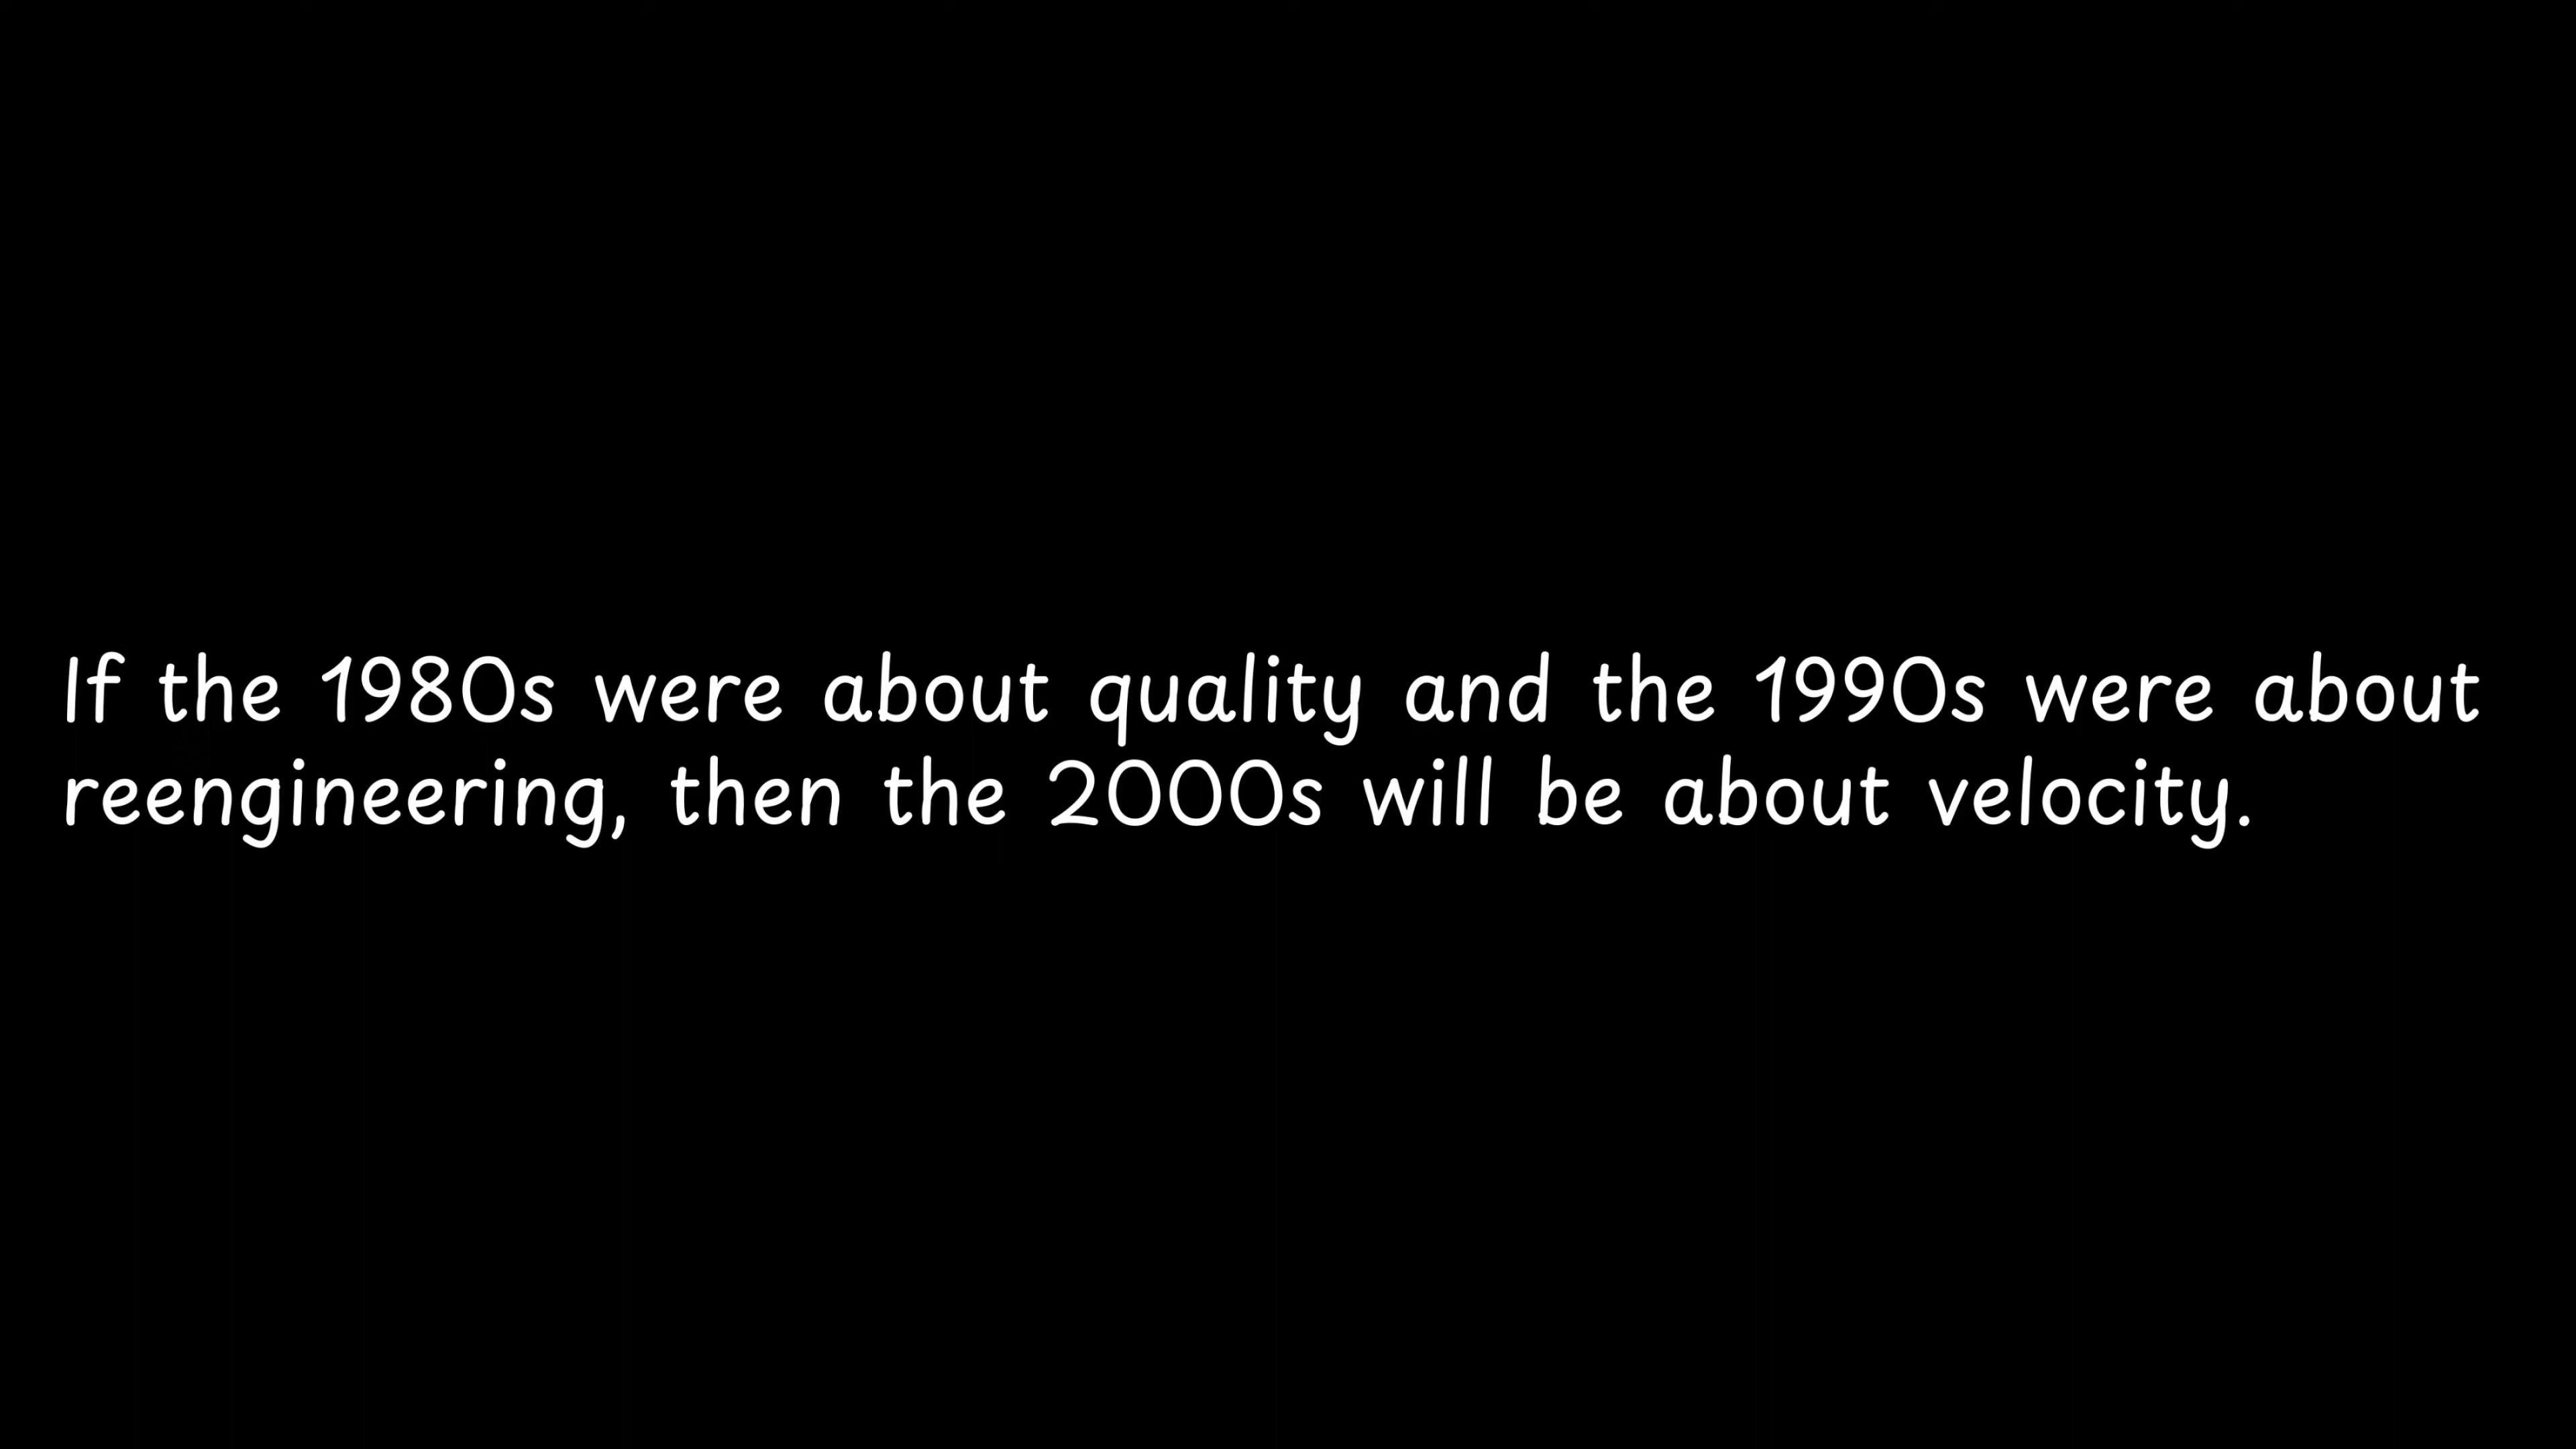 If the 1980s were about quality and the 1990s were about
reengineering, then the 2000s will be about velocity.